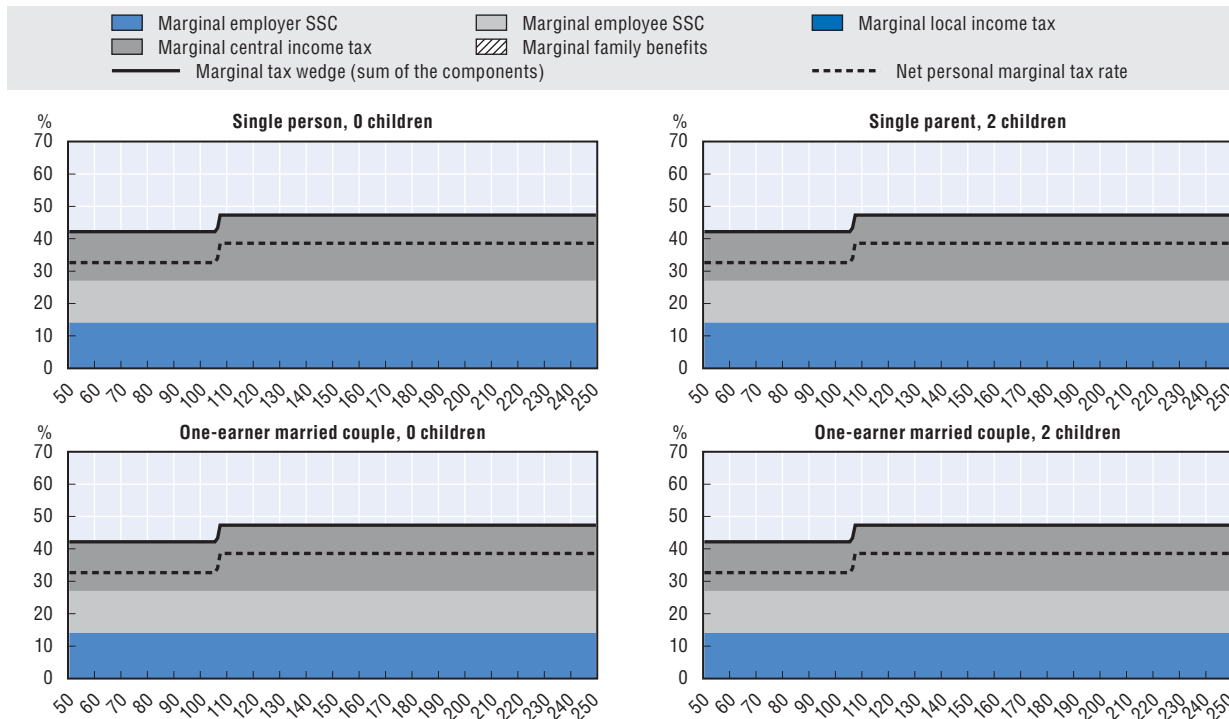 Marginal employer SSC Marginal employee SSC Marginal local income tax
Marginal central income tax Marginal family benefits
Marginal tax wedge (sum of the components) Net personal marginal tax rate
% Single person, 0 children
70
60
50
40
30
20
10
0
50 60 70 80 90 100 110 120 130 140 150 160 170 180 190 200 210 220 230 240 250
% Single parent, 2 children
70
60
50
40
30
20
10
0
50 60 70 80 90 100 110 120 130 140 150 160 170 180 190 200 210 220 230 240 250
% One-earner married couple, 0 children
70
60
50
40
30
20
10
0
50 60 70 80 90 100 110 120 130 140 150 160 170 180 190 200 210 220 230 240 250
% One-earner married couple, 2 children
70
60
50
40
30
20
10
0
50 60 70 80 90 100 110 120 130 140 150 160 170 180 190 200 210 220 230 240 250